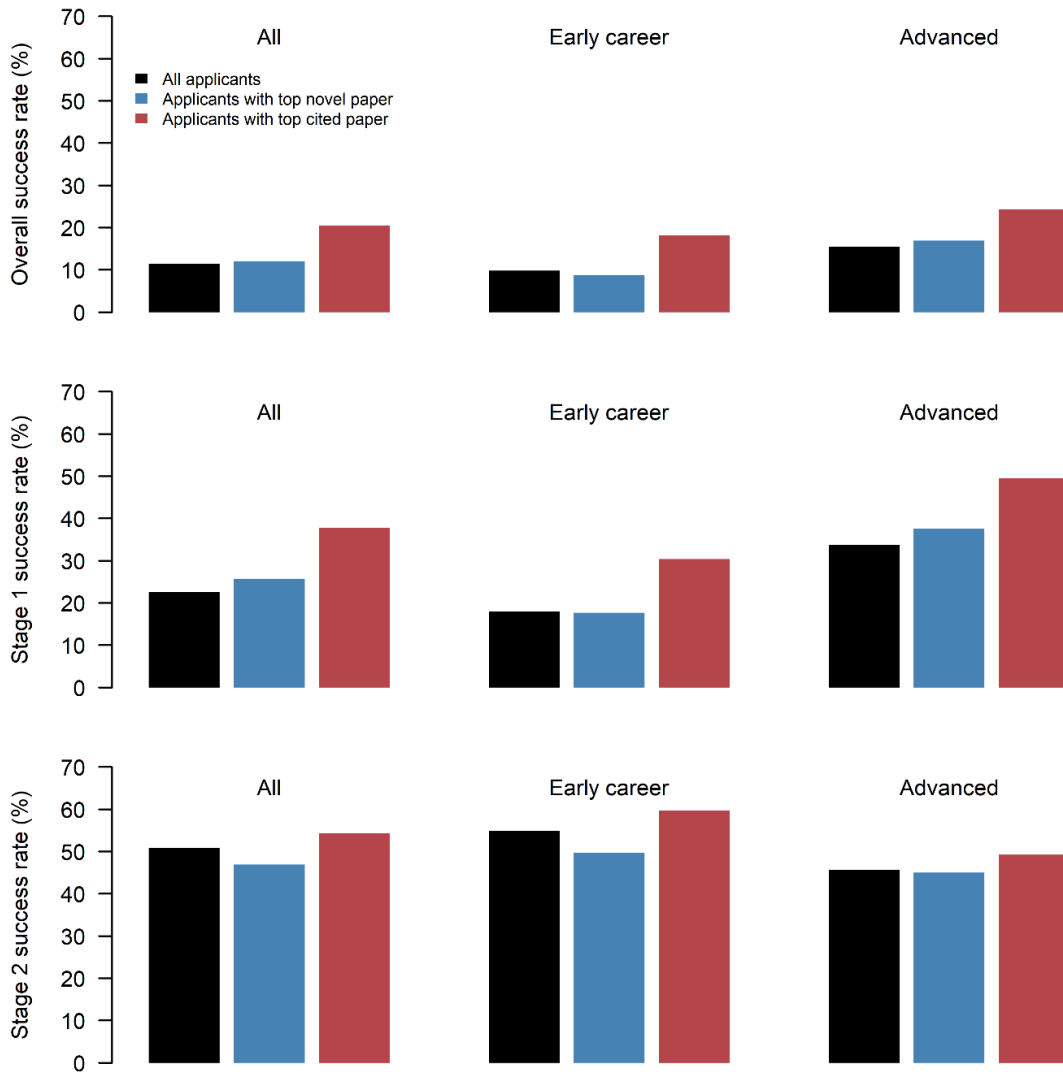 Overall success rate (%)
70
60
50
40
30
20
10
0
All
Early career
Advanced
All applicants
Applicants with top novel paper
Applicants with top cited paper
Stage 1 success rate (%)
70
60
50
40
30
20
10
0
All
Early career
Advanced
Stage 2 success rate (%)
70
60
50
40
30
20
10
0
All
Early career
Advanced